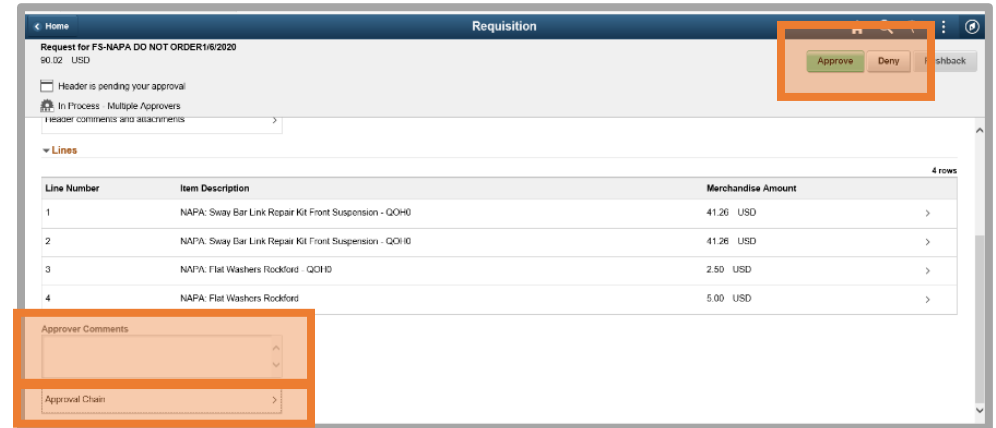 Home
Requisition
Request for FS-NAPA DO NOT ORDER1/6/2020
90.02 USD
Approve Deny
Header is pending your approval
In Process - Multiple Approvers
Header comments and attachments
Lines
4 rows
Line Number Item Description Merchandise Amount
1 NAPA: Sway Bar Link Repair Kit Front Suspension - QOH0 41.26 USD
2 NAPA: Sway Bar Link Repair Kit Front Suspension - QOH0 41.26 USD
3 NAPA: Flat Washers Rockford - QOH0 2.50 USD
4 NAPA: Flat Washers Rockford 5.00 USD
Approver Comments
Approval Chain